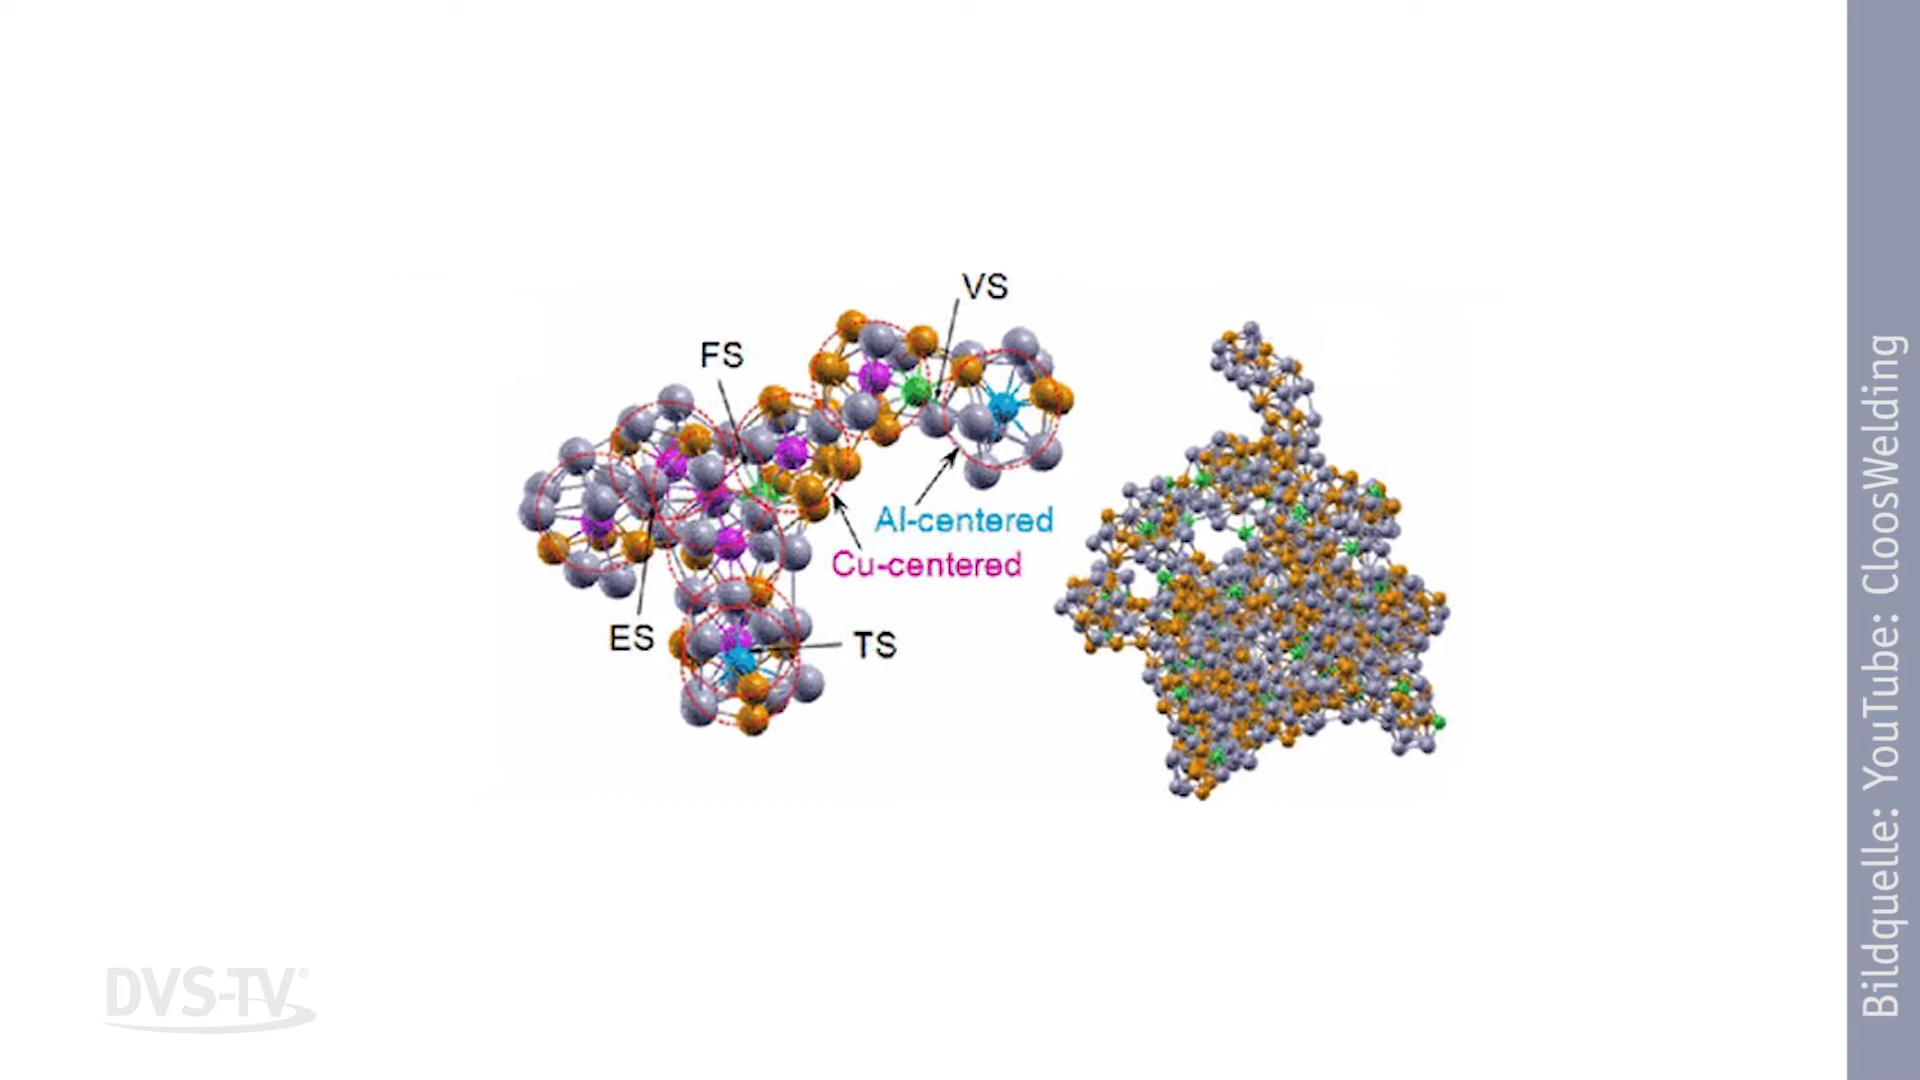 VS
FS
Al-centered
Cu-centered
ES
TS
DVS-TV®
Bildquelle: YouTube: CloosWelding